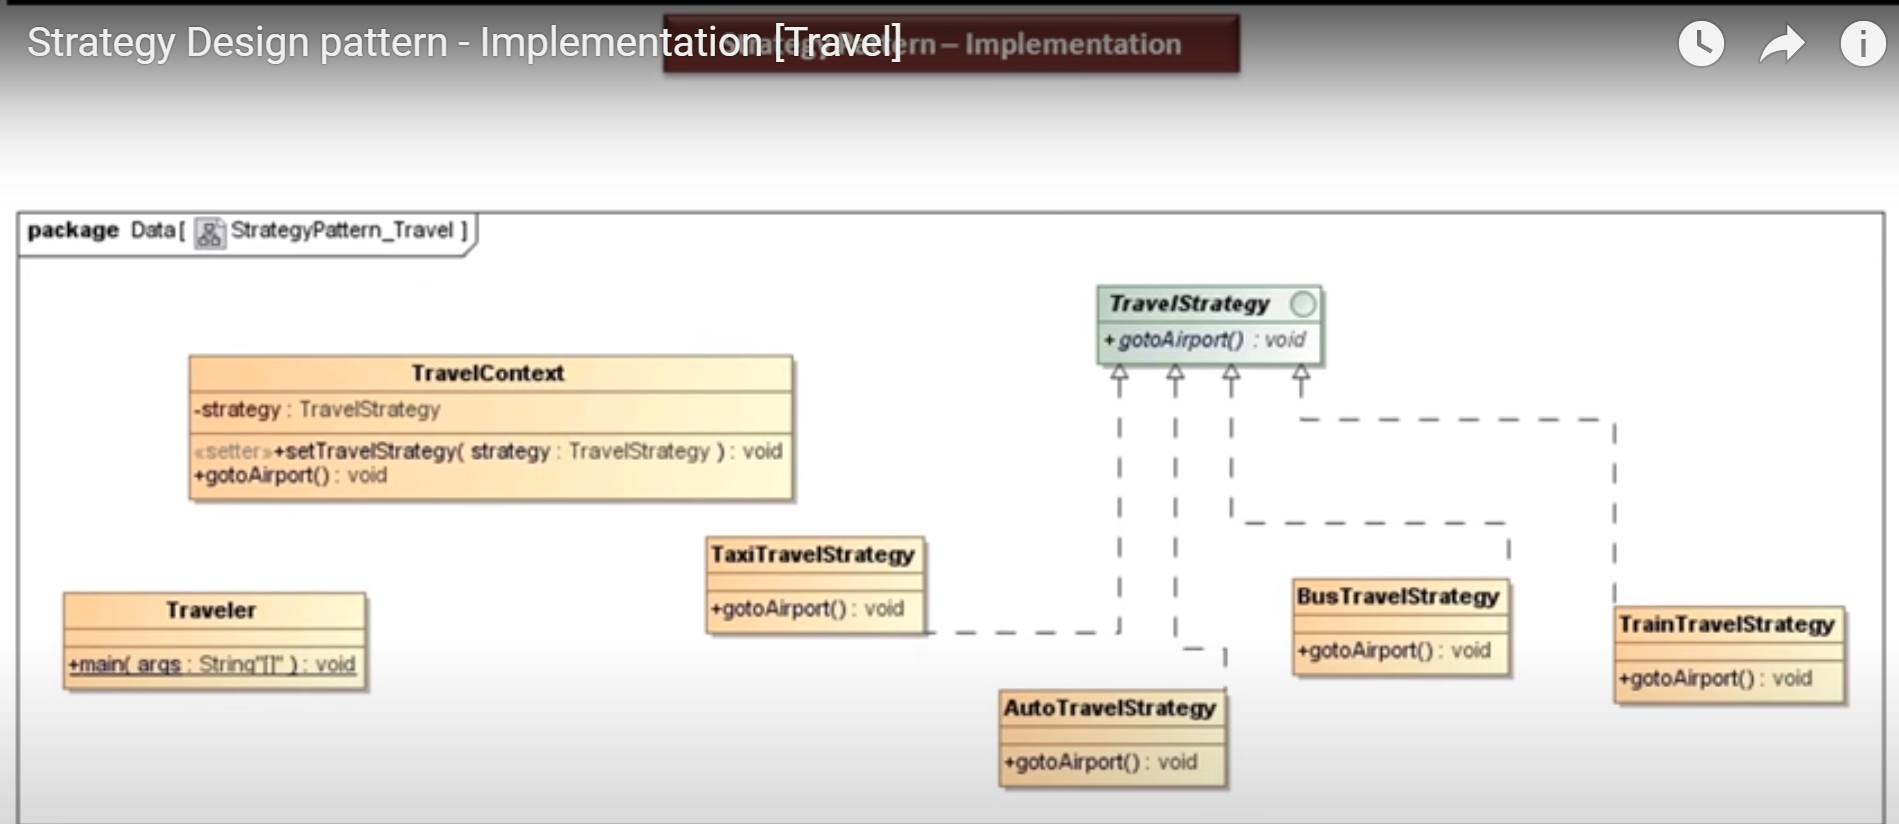 Strategy Design pattern - Implementation [Travel]
Strategy Pattern – Implementation
package Data[ StrategyPattern_Travel ]
TravelStrategy
+ gotoAirport() : void
TravelContext
-strategy : TravelStrategy
«setter»+setTravelStrategy( strategy : TravelStrategy ) : void
+gotoAirport() : void
TaxiTravelStrategy
+gotoAirport() : void
BusTravelStrategy
+gotoAirport() : void
Traveler
+main( args : String"[]" ) : void
TrainTravelStrategy
+gotoAirport() : void
AutoTravelStrategy
+gotoAirport() : void